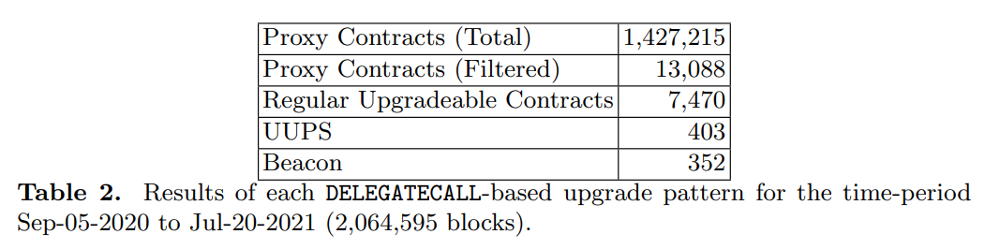 Proxy Contracts (Total) 1,427,215
Proxy Contracts (Filtered) 13,088
Regular Upgradeable Contracts 7,470
UUPS 403
Beacon 352
Table 2. Results of each DELEGATECALL-based upgrade pattern for the time-period
Sep-05-2020 to Jul-20-2021 (2,064,595 blocks).